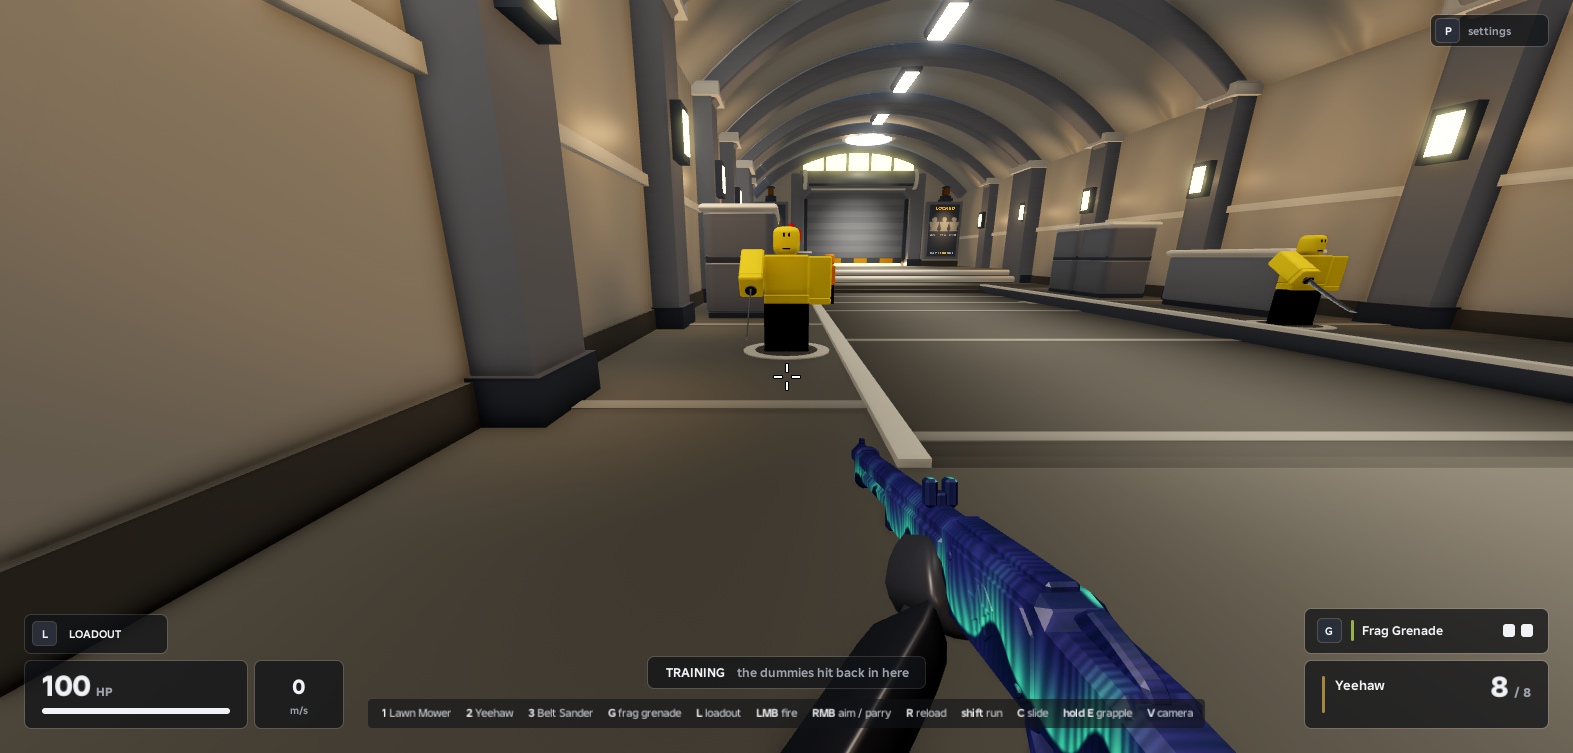 P settings
LOCKED
L LOADOUT
100 HP
0
m/s
TRAINING the dummies hit back in here
1 Lawn Mower 2 Yeehaw 3 Belt Sander G frag grenade L loadout LMB fire RMB aim / parry R reload shift run C slide hold E grapple V camera
G Frag Grenade
Yeehaw 8 / 8